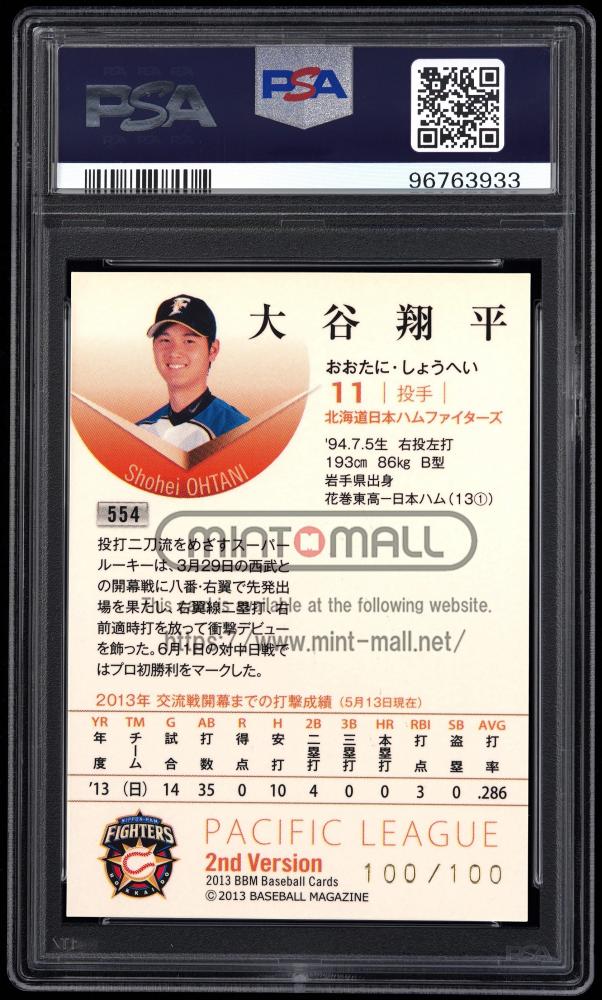 PSA
PSA
96763933
F
大谷翔平
おおたに・しょうへい
11 | 投手 |
北海道日本ハムファイターズ
'94.7.5生 右投左打
193cm 86kg B型
岩手県出身
花巻東高―日本ハム(13①)
Shohei OHTANI
554
MINT MALL
投打二刀流をめざすスーパー
ルーキーは、3月29日の西武と
の開幕戦に八番・右翼で先発出
場を果たし、右翼線二塁打、右
前適時打を放って衝撃デビュー
を飾った。6月1日の対中日戦で
はプロ初勝利をマークした。
This card is available at the following website.
https://www.mint-mall.net/
2013年 交流戦開幕までの打撃成績 (5月13日現在)
YR TM G AB R H 2B 3B HR RBI SB AVG
年度 チーム 試合 打数 得点 安打 二塁打 三塁打 本塁打 打点 盗塁 打率
'13 (日) 14 35 0 10 4 0 0 3 0 .286
NIPPON-HAM
FIGHTERS
HOKKAIDO
PACIFIC LEAGUE
2nd Version
2013 BBM Baseball Cards
© 2013 BASEBALL MAGAZINE
100/100
PSA